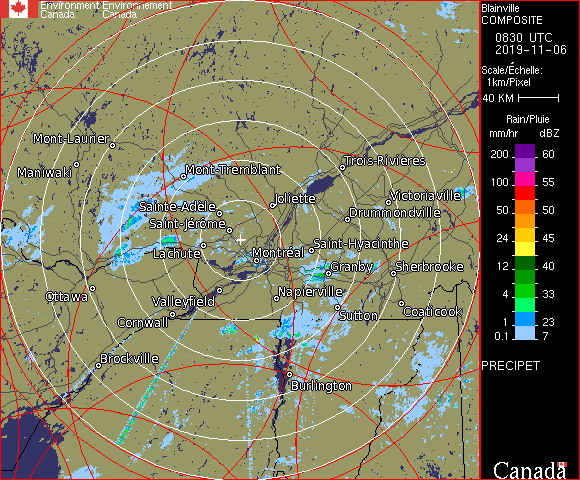 Environment Environnement
Canada Canada
Blainville
COMPOSITE
0830 UTC
2019-11-06
Scale/Échelle:
1km/Pixel
40 KM
Rain/Pluie
mm/hr dBZ
200 60
100 55
50 50
24 45
12 40
4 33
1 23
0.1 7
PRECIPET
Canada
Mont-Laurier
Maniwaki
Mont-Tremblant
Trois-Rivières
Sainte-Adele
Joliette
Victoriaville
Saint-Jérôme
Drummondville
Lachute
Montréal
Saint-Hyacinthe
Granby
Sherbrooke
Ottawa
Valleyfield
Napierville
Cornwall
Sutton
Coaticook
Brockville
Burlington